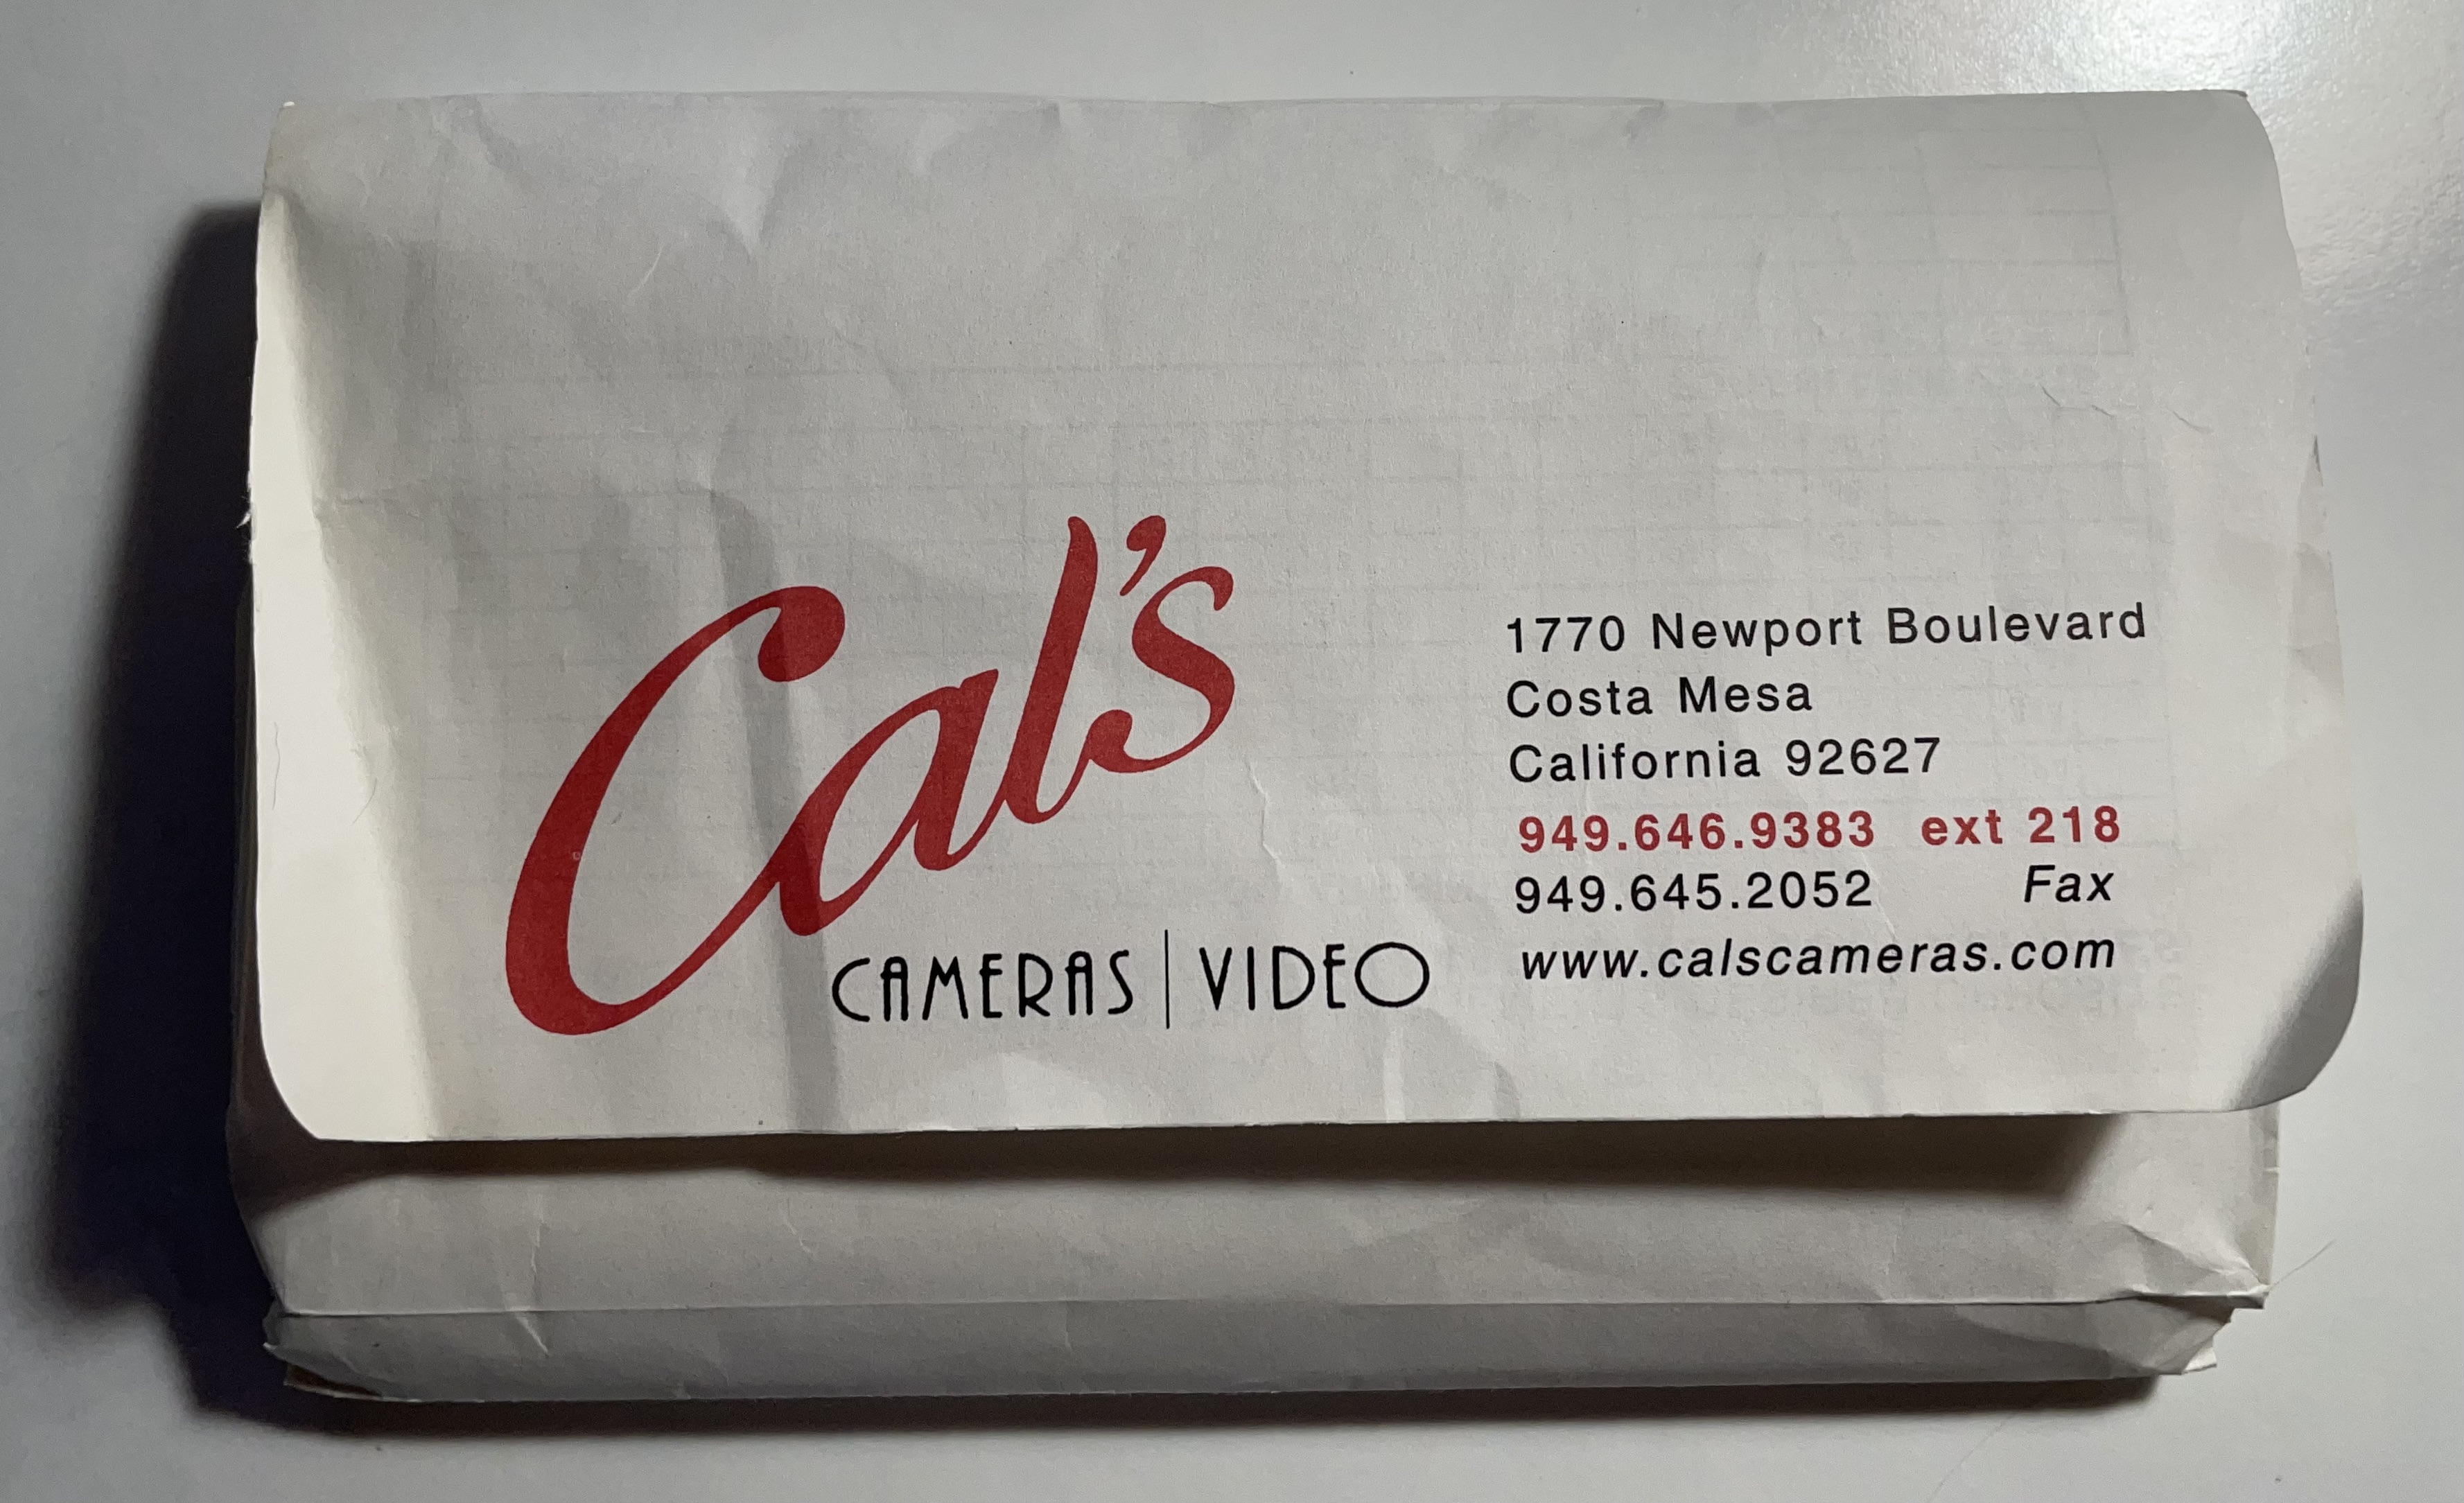 Cal's
CAMERAS | VIDEO
1770 Newport Boulevard
Costa Mesa
California 92627
949.646.9383 ext 218
949.645.2052 Fax
www.calscameras.com